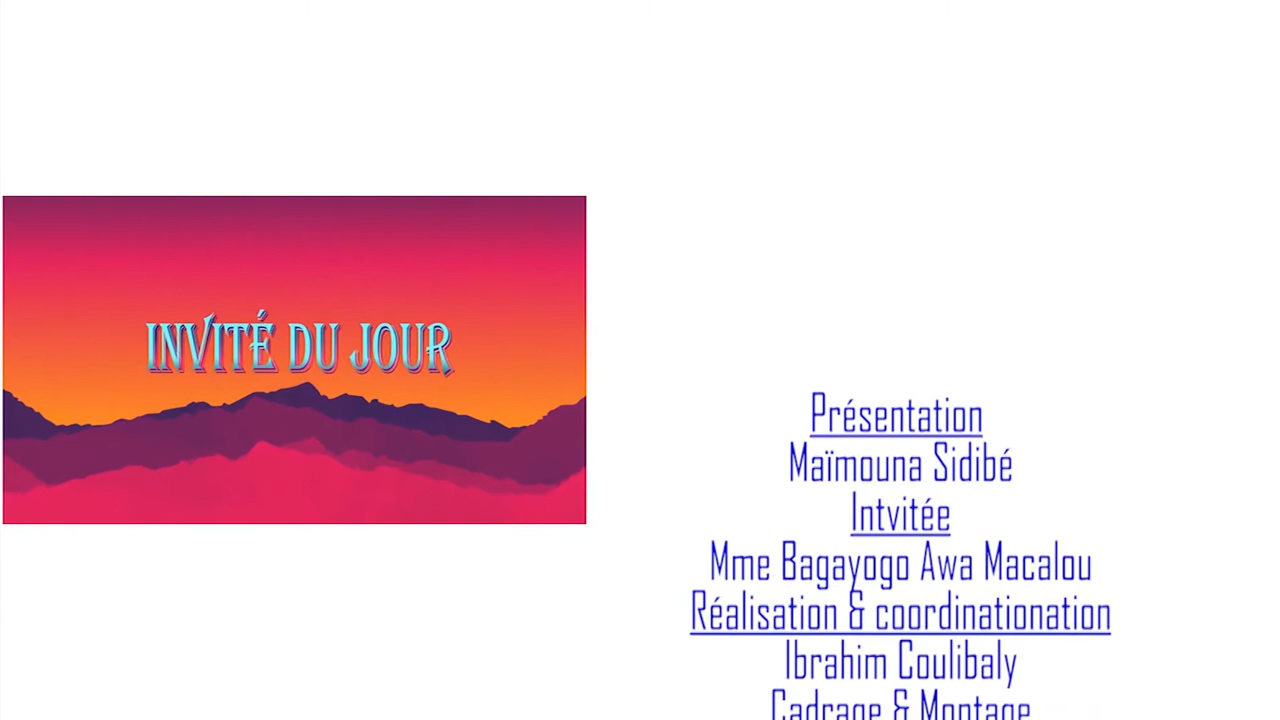 INVITÉ DU JOUR
Présentation
Maïmouna Sidibé
Intvitée
Mme Bagayogo Awa Macalou
Réalisation & coordinationation
Ibrahim Coulibaly
Cadrage & Montage